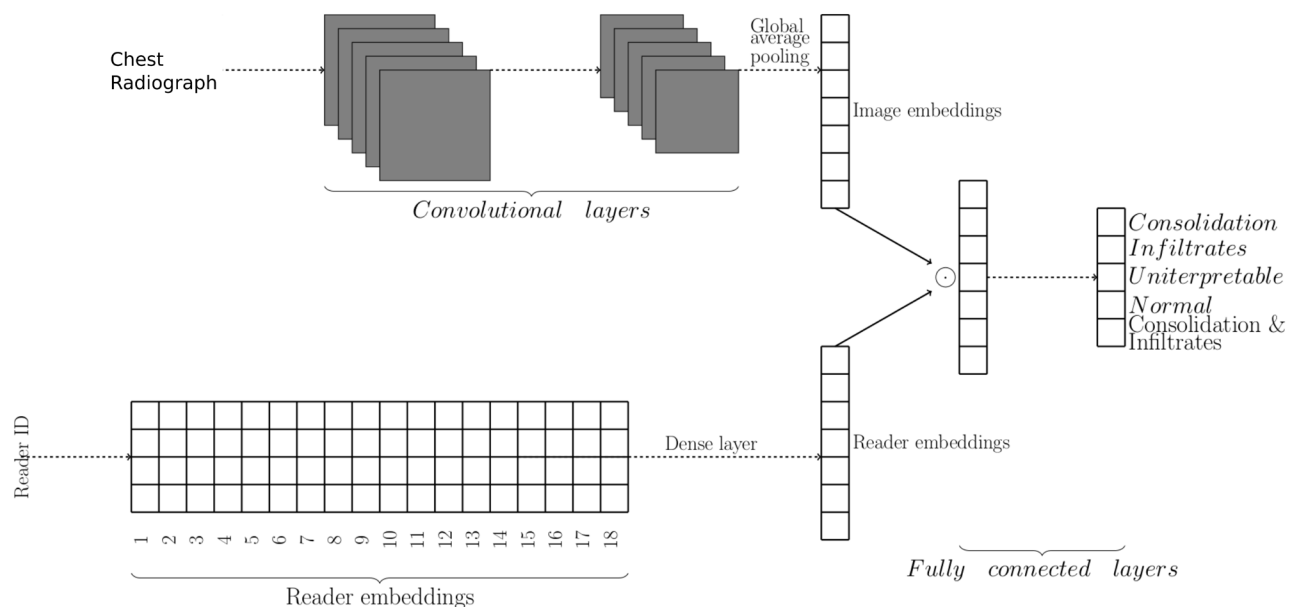 Chest
Radiograph
Global
average
pooling
Image embeddings
Convolutional layers
Consolidation
Infiltrates
Uniterpretable
Normal
Consolidation &
Infiltrates
Reader ID
Dense layer
Reader embeddings
1 2 3 4 5 6 7 8 9 10 11 12 13 14 15 16 17 18
Reader embeddings
Fully connected layers